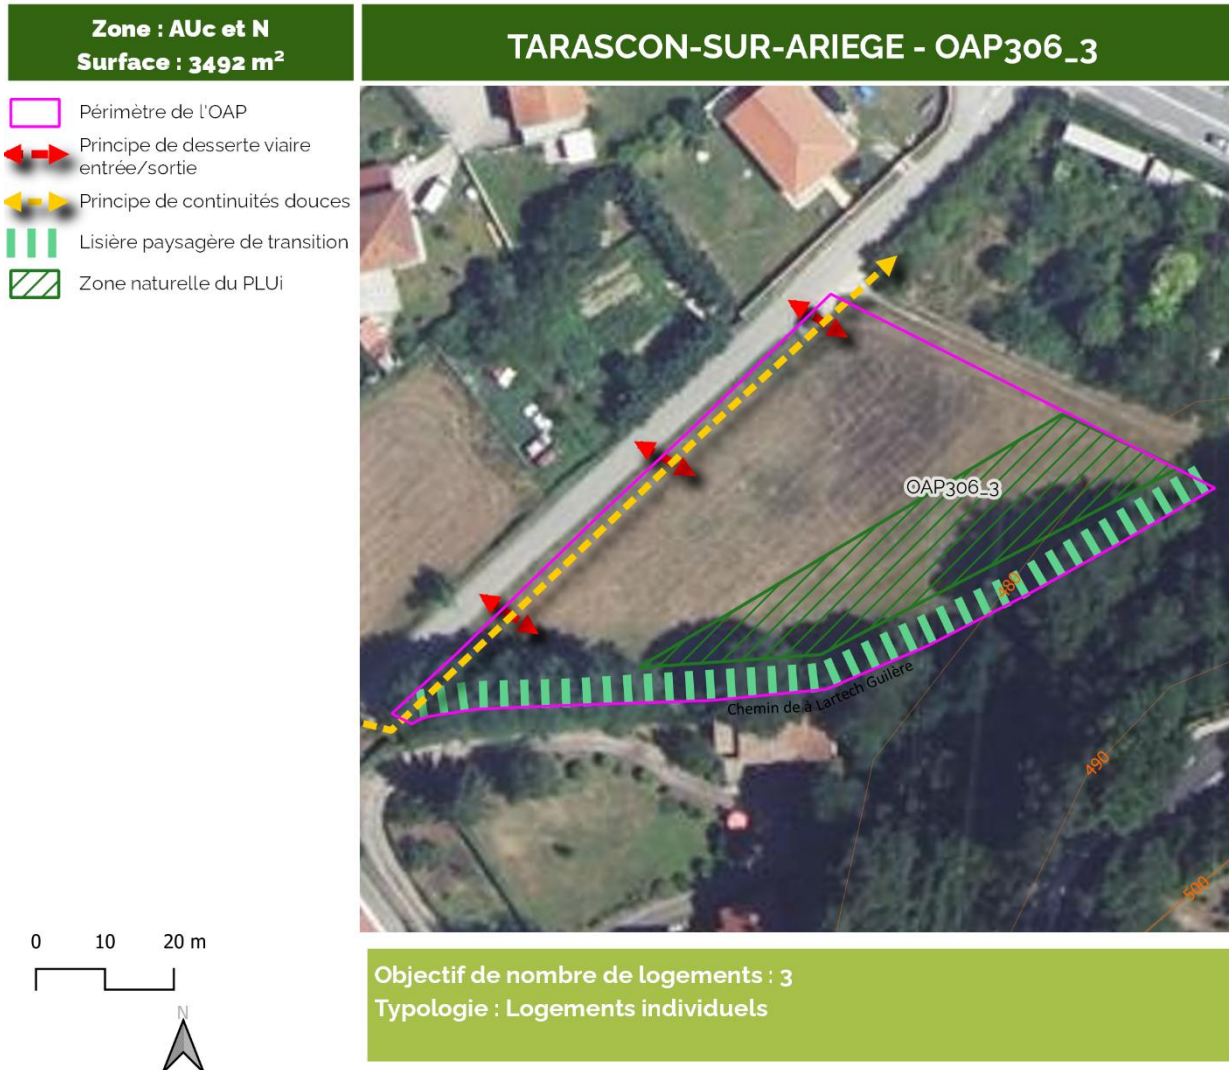 Zone : AUc et N
Surface : 3492 m²
TARASCON-SUR-ARIEGE - OAP306_3
Périmètre de l'OAP
Principe de desserte viaire
entrée/sortie
Principe de continuités douces
Lisière paysagère de transition
Zone naturelle du PLUi
OAP306_3
480
Chemin de à Lartech Guilère
490
500
0 10 20 m
N
Objectif de nombre de logements : 3
Typologie : Logements individuels